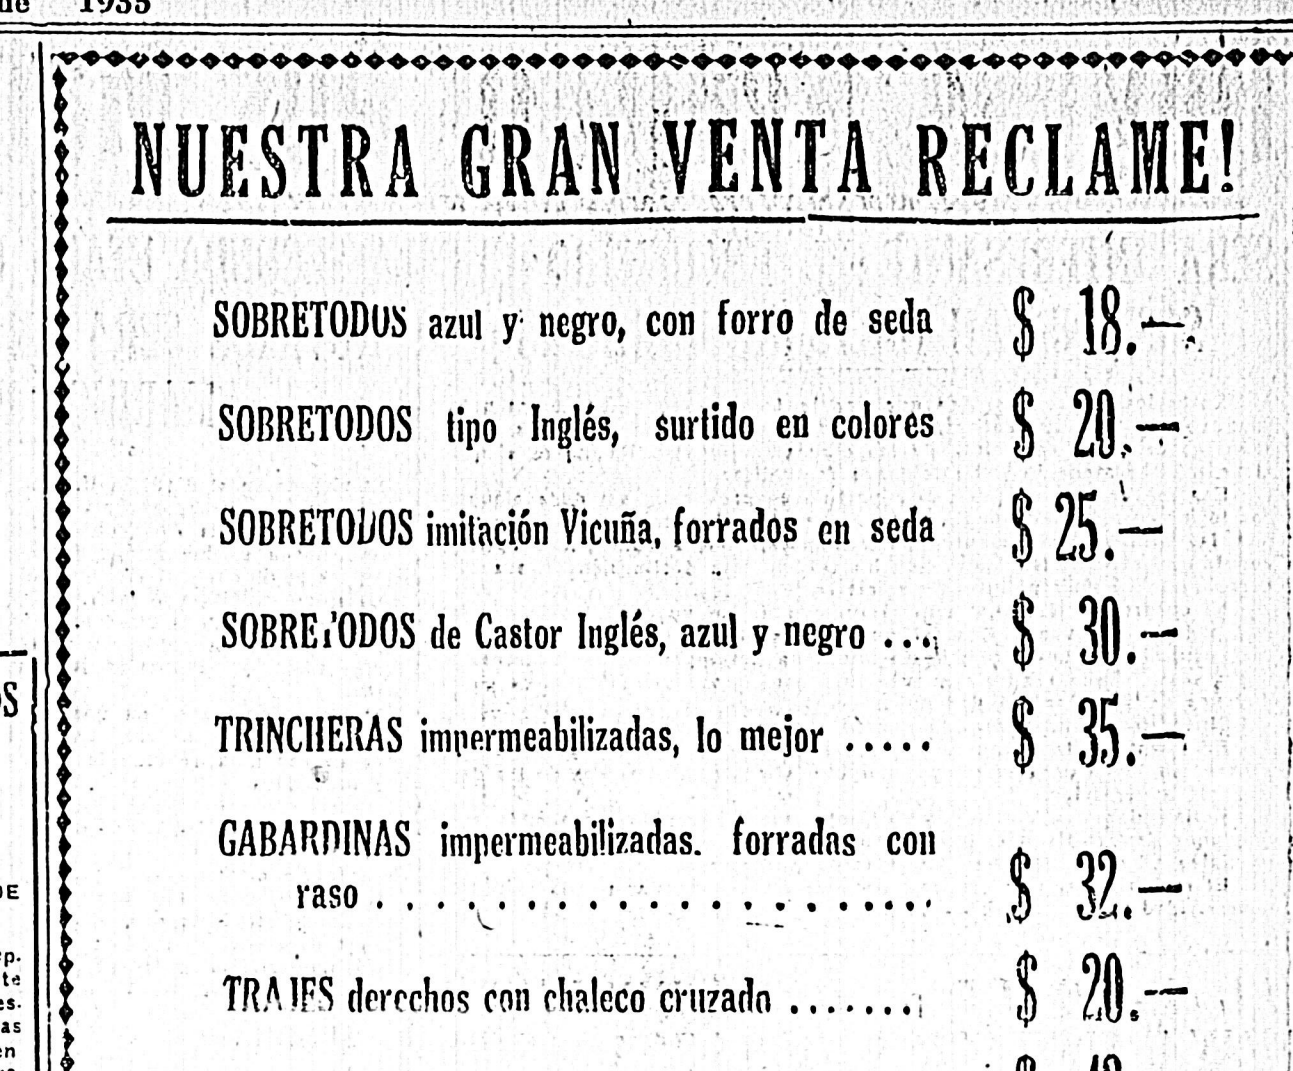 de 1935
NUESTRA GRAN VENTA RECLAME!
SOBRETODOS azul y negro, con forro de seda $ 18.—
SOBRETODOS tipo Inglés, surtido en colores $ 20.—
SOBRETODOS imitación Vicuña, forrados en seda $ 25.—
SOBRETODOS de Castor Inglés, azul y negro ... $ 30.—
TRINCHERAS impermeabilizadas, lo mejor ..... $ 35.—
GABARDINAS impermeabilizadas. forradas con
raso . . . . . . . . . . . . . . . . . . . . . . $ 32.—
TRAJES derechos con chaleco cruzado ....... $ 20.—